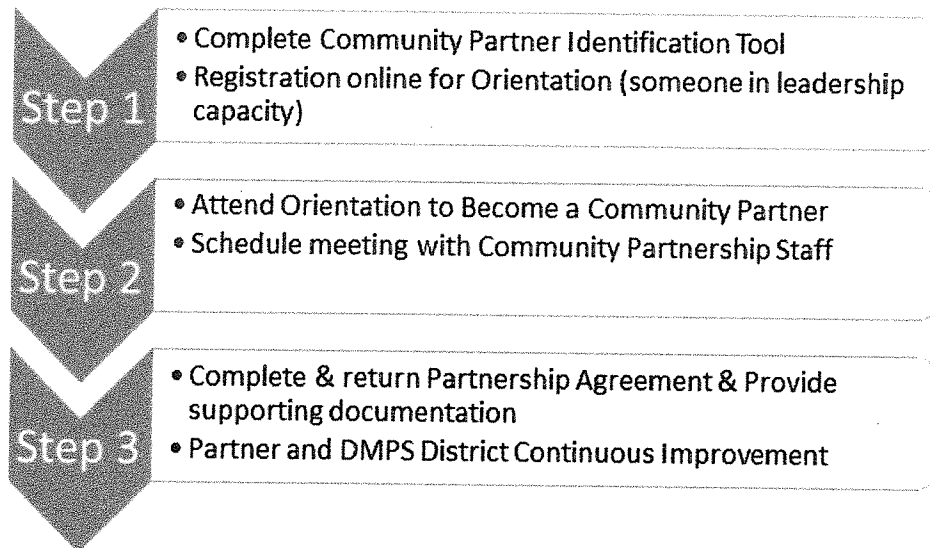 Step 1
• Complete Community Partner Identification Tool
• Registration online for Orientation (someone in leadership
capacity)
Step 2
• Attend Orientation to Become a Community Partner
• Schedule meeting with Community Partnership Staff
Step 3
• Complete & return Partnership Agreement & Provide
supporting documentation
• Partner and DMPS District Continuous Improvement